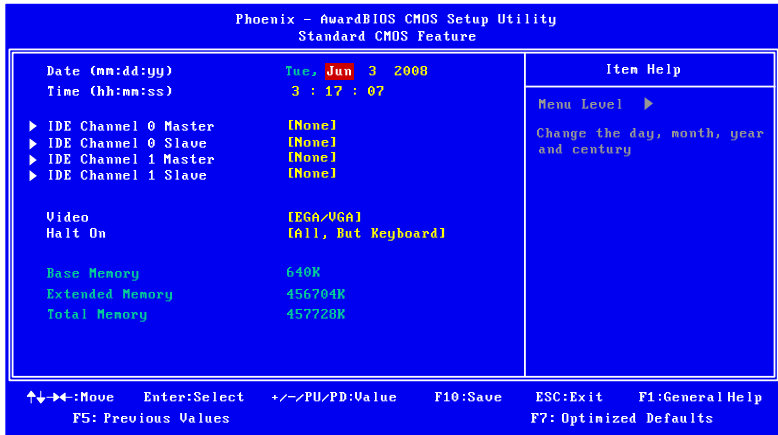 Phoenix - AwardBIOS CMOS Setup Utility
Standard CMOS Feature
Date (mm:dd:yy) Tue, Jun 3 2008
Time (hh:mm:ss) 3 : 17 : 07
▶ IDE Channel 0 Master [None]
▶ IDE Channel 0 Slave [None]
▶ IDE Channel 1 Master [None]
▶ IDE Channel 1 Slave [None]
Video [EGA/VGA]
Halt On [All, But Keyboard]
Base Memory 640K
Extended Memory 456704K
Total Memory 457728K
Item Help
Menu Level ▶
Change the day, month, year
and century
↑↓→←:Move Enter:Select +/-/PU/PD:Value F10:Save ESC:Exit F1:General Help
F5: Previous Values F7: Optimized Defaults